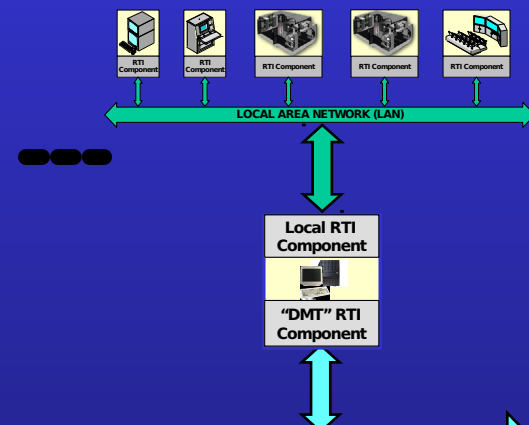 RTI
Component
RTI
Component
RTI Component
RTI Component
RTI Component
LOCAL AREA NETWORK (LAN)
Local RTI
Component
“DMT” RTI
Component